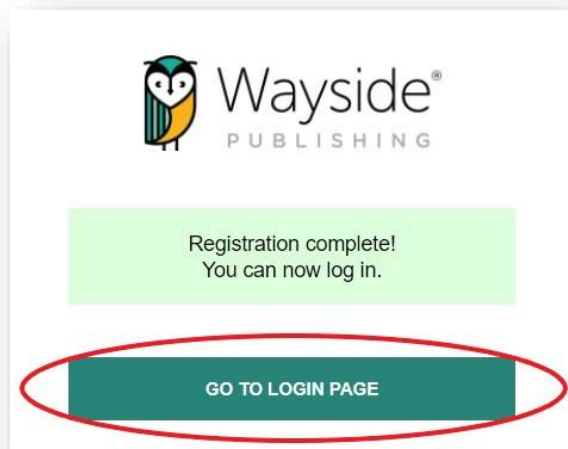 Wayside®
PUBLISHING
Registration complete!
You can now log in.
GO TO LOGIN PAGE